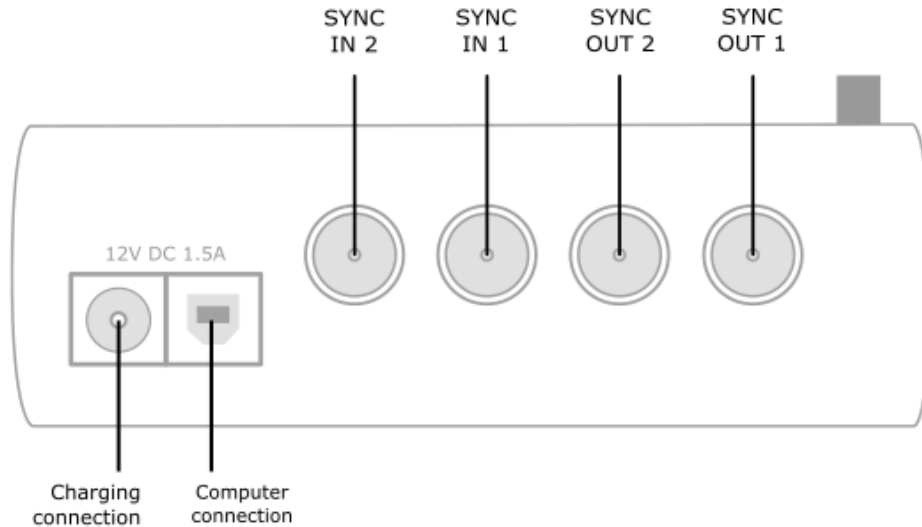 SYNC
IN 2
SYNC
IN 1
SYNC
OUT 2
SYNC
OUT 1
12V DC 1.5A
Charging
connection
Computer
connection